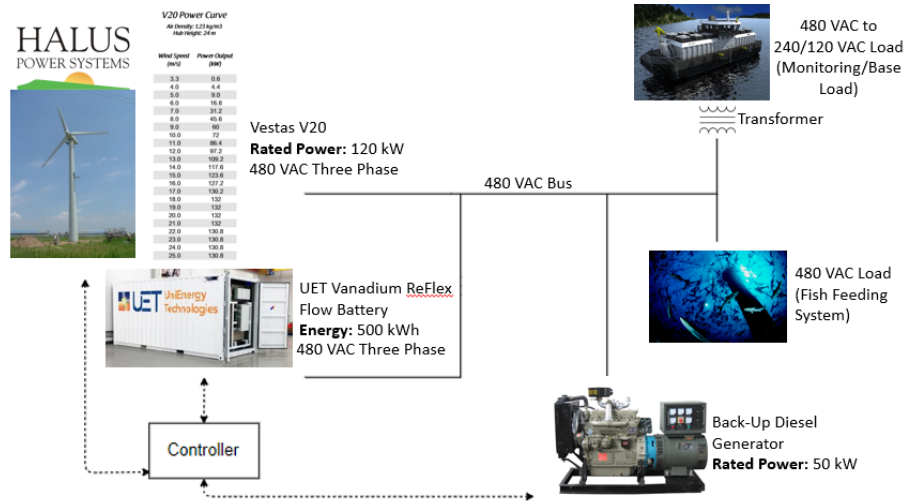 HALUS
POWER SYSTEMS
V20 Power Curve
Air Density: 1.23 kg/m3
Hub Height: 24 m
Wind Speed Power Output
(m/s) (kW)
3.3 0.6
4.0 4.4
5.0 9.0
6.0 16.8
7.0 31.2
8.0 45.6
9.0 60
10.0 72
11.0 86.4
12.0 97.2
13.0 109.2
14.0 117.6
15.0 123.6
16.0 127.2
17.0 130.2
18.0 132
19.0 132
20.0 132
21.0 132
22.0 130.8
23.0 130.8
24.0 130.8
25.0 130.8
Vestas V20
Rated Power: 120 kW
480 VAC Three Phase
480 VAC to
240/120 VAC Load
(Monitoring/Base
Load)
Transformer
480 VAC Bus
UET
UniEnergy
Technologies
UET Vanadium ReFlex
Flow Battery
Energy: 500 kWh
480 VAC Three Phase
480 VAC Load
(Fish Feeding
System)
Controller
Back-Up Diesel
Generator
Rated Power: 50 kW